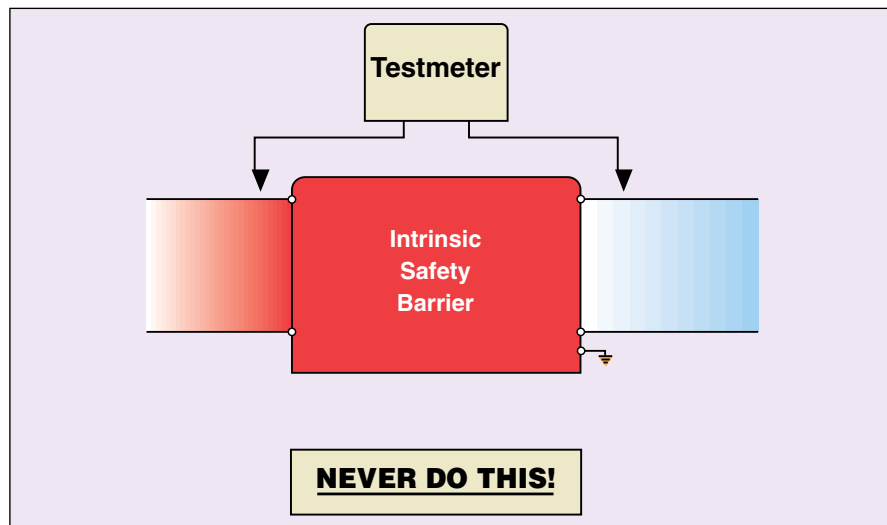 Testmeter
Intrinsic
Safety
Barrier
NEVER DO THIS!